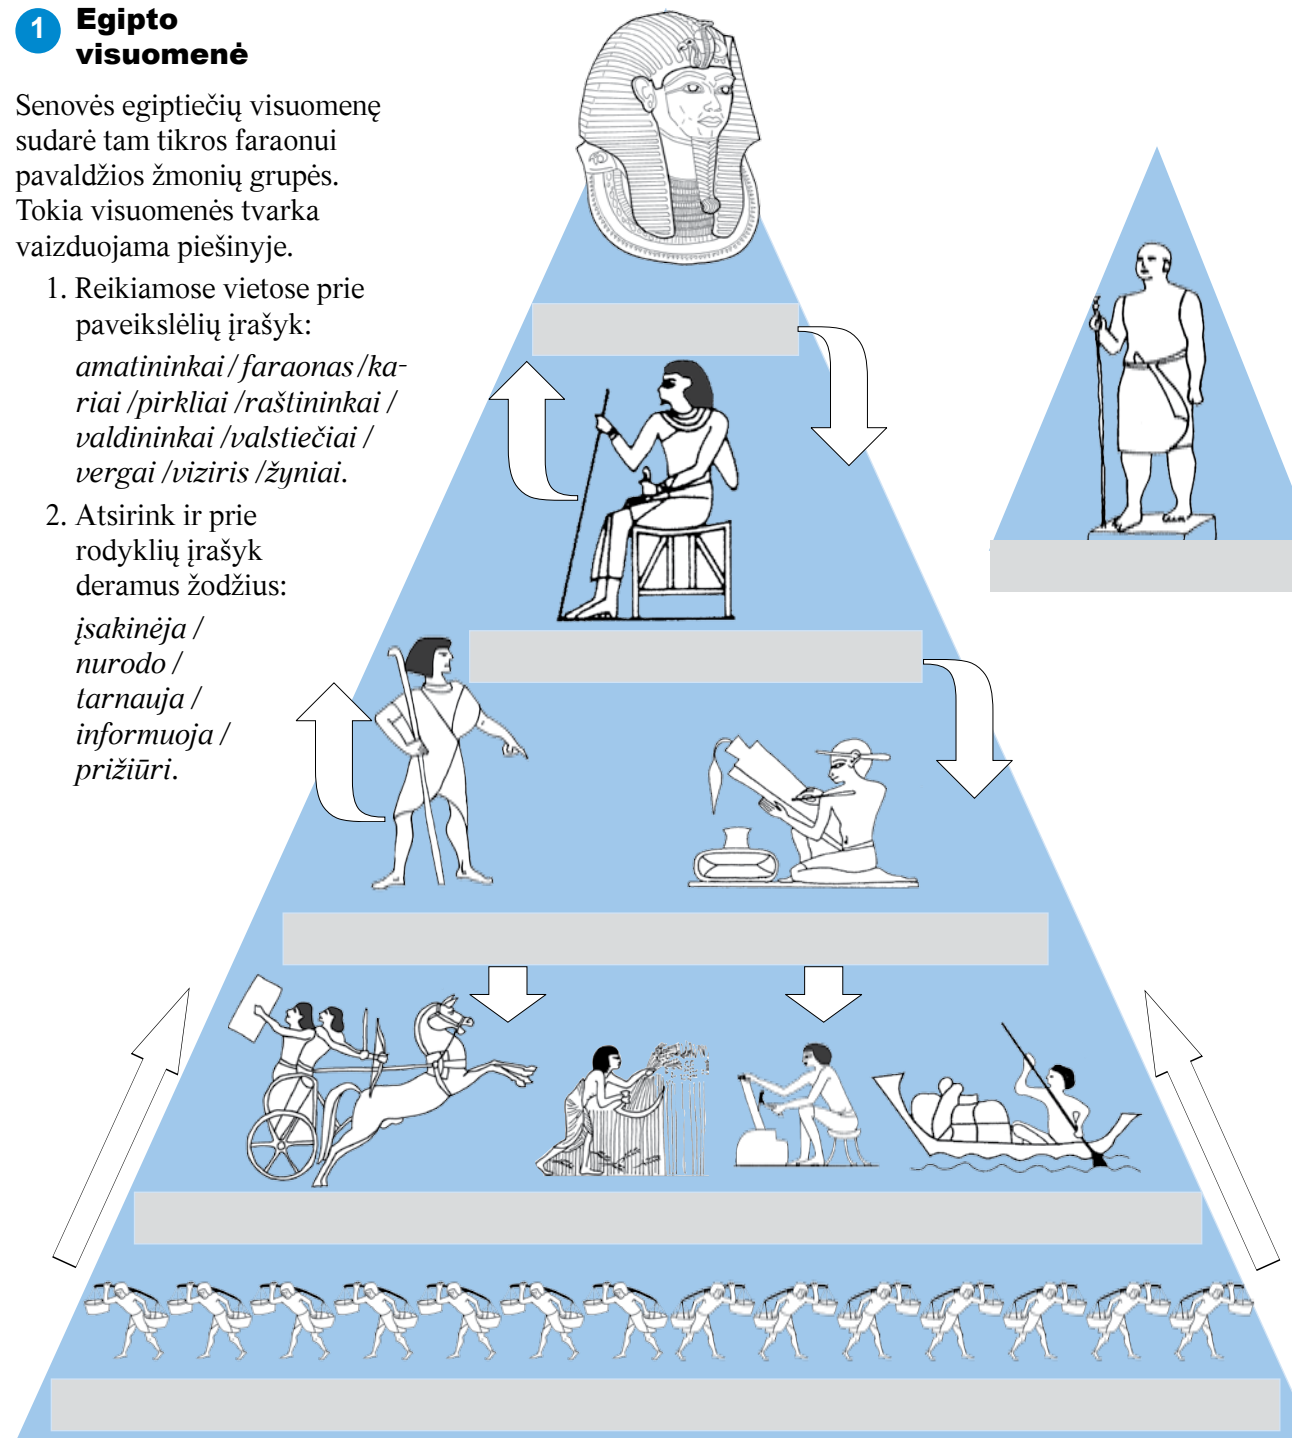 1 Egipto
visuomenė
Senovės egiptiečių visuomenę
sudarė tam tikros faraonui
pavaldžios žmonių grupės.
Tokia visuomenės tvarka
vaizduojama piešinyje.
1. Reikiamose vietose prie
paveikslėlių įrašyk:
amatininkai / faraonas / ka-
riai / pirkliai / raštininkai /
valdininkai / valstiečiai /
vergai / viziris / žyniai.
2. Atsirink ir prie
rodyklių įrašyk
deramus žodžius:
įsakinėja /
nurodo /
tarnauja /
informuoja /
prižiūri.